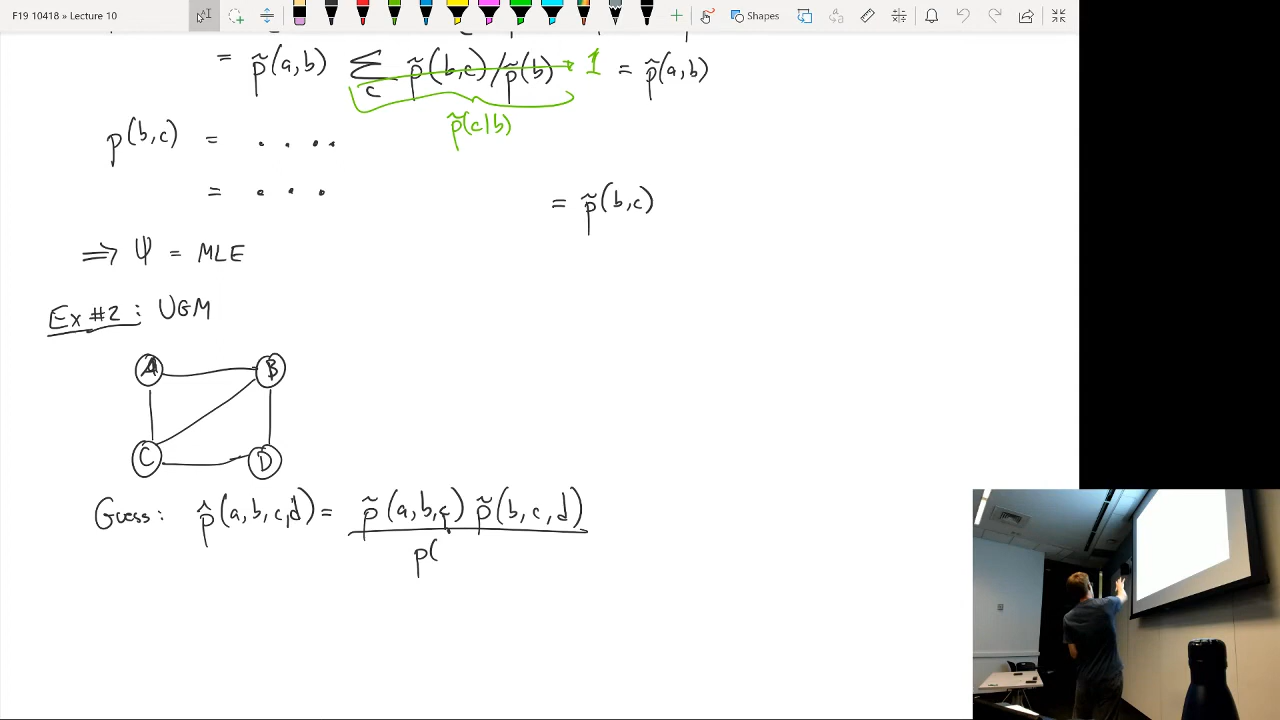 F19 10418 » Lecture 10
Shapes
= p̃(a,b) Σ_c p̃(b,c)/p̃(b) → 1 = p̃(a,b)
p̃(c|b)
p(b,c) = . . . .
= . . .
= p̃(b,c)
⟹ Ψ = MLE
Ex #2: UGM
A B
C D
Guess: p̂(a,b,c,d) = p̃(a,b,c) p̃(b,c,d)
p(